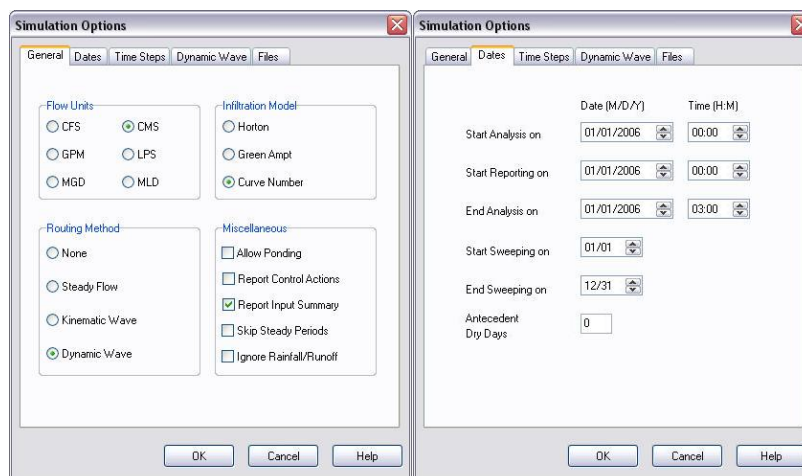 Simulation Options
General Dates Time Steps Dynamic Wave Files
Flow Units
CFS CMS
GPM LPS
MGD MLD
Infiltration Model
Horton
Green Ampt
Curve Number
Routing Method
None
Steady Flow
Kinematic Wave
Dynamic Wave
Miscellaneous
Allow Ponding
Report Control Actions
Report Input Summary
Skip Steady Periods
Ignore Rainfall/Runoff
OK Cancel Help
Simulation Options
General Dates Time Steps Dynamic Wave Files
Date (M/D/Y) Time (H:M)
Start Analysis on 01/01/2006 00:00
Start Reporting on 01/01/2006 00:00
End Analysis on 01/01/2006 03:00
Start Sweeping on 01/01
End Sweeping on 12/31
Antecedent
Dry Days 0
OK Cancel Help